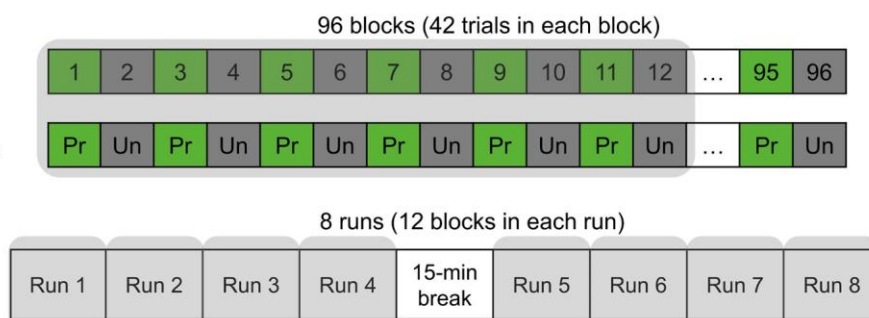 96 blocks (42 trials in each block)
1 2 3 4 5 6 7 8 9 10 11 12 ... 95 96
Pr Un Pr Un Pr Un Pr Un Pr Un Pr Un ... Pr Un
8 runs (12 blocks in each run)
Run 1 Run 2 Run 3 Run 4 15-min break Run 5 Run 6 Run 7 Run 8